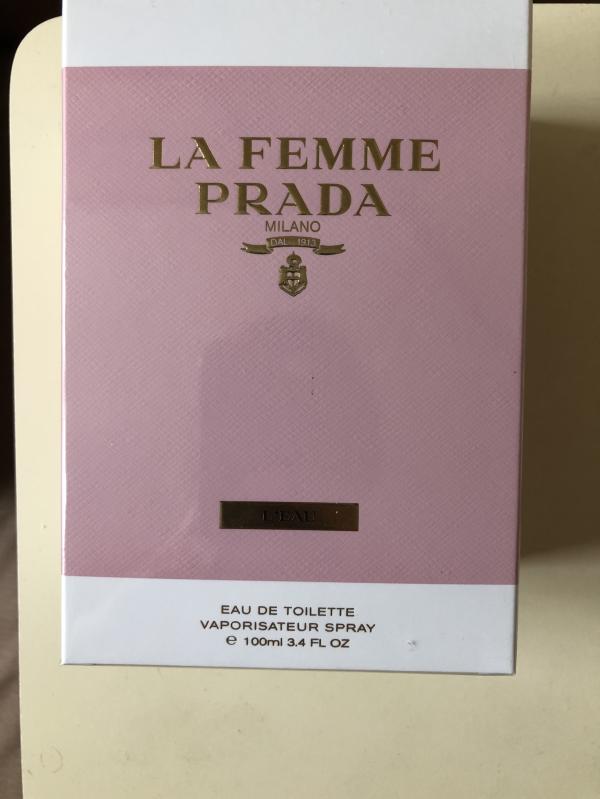 LA FEMME
PRADA
MILANO
DAL 1913
L'EAU
EAU DE TOILETTE
VAPORISATEUR SPRAY
℮ 100ml 3.4 FL OZ